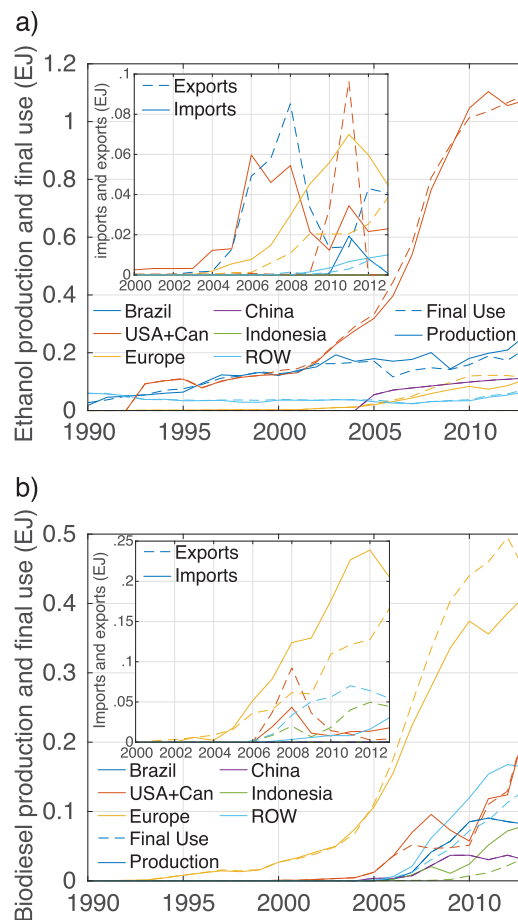 a)
Ethanol production and final use (EJ)
1.2
1
0.8
0.6
0.4
0.2
0
1990 1995 2000 2005 2010
imports and exports (EJ)
.1
.08
.06
.04
.02
0
2000 2002 2004 2006 2008 2010 2012
Exports
Imports
Brazil China Final Use
USA+Can Indonesia Production
Europe ROW
b)
Biodiesel production and final use (EJ)
0.5
0.4
0.3
0.2
0.1
0
1990 1995 2000 2005 2010
Imports and exports (EJ)
.25
.2
.15
.1
.05
0
2000 2002 2004 2006 2008 2010 2012
Exports
Imports
Brazil China
USA+Can Indonesia
Europe ROW
Final Use
Production